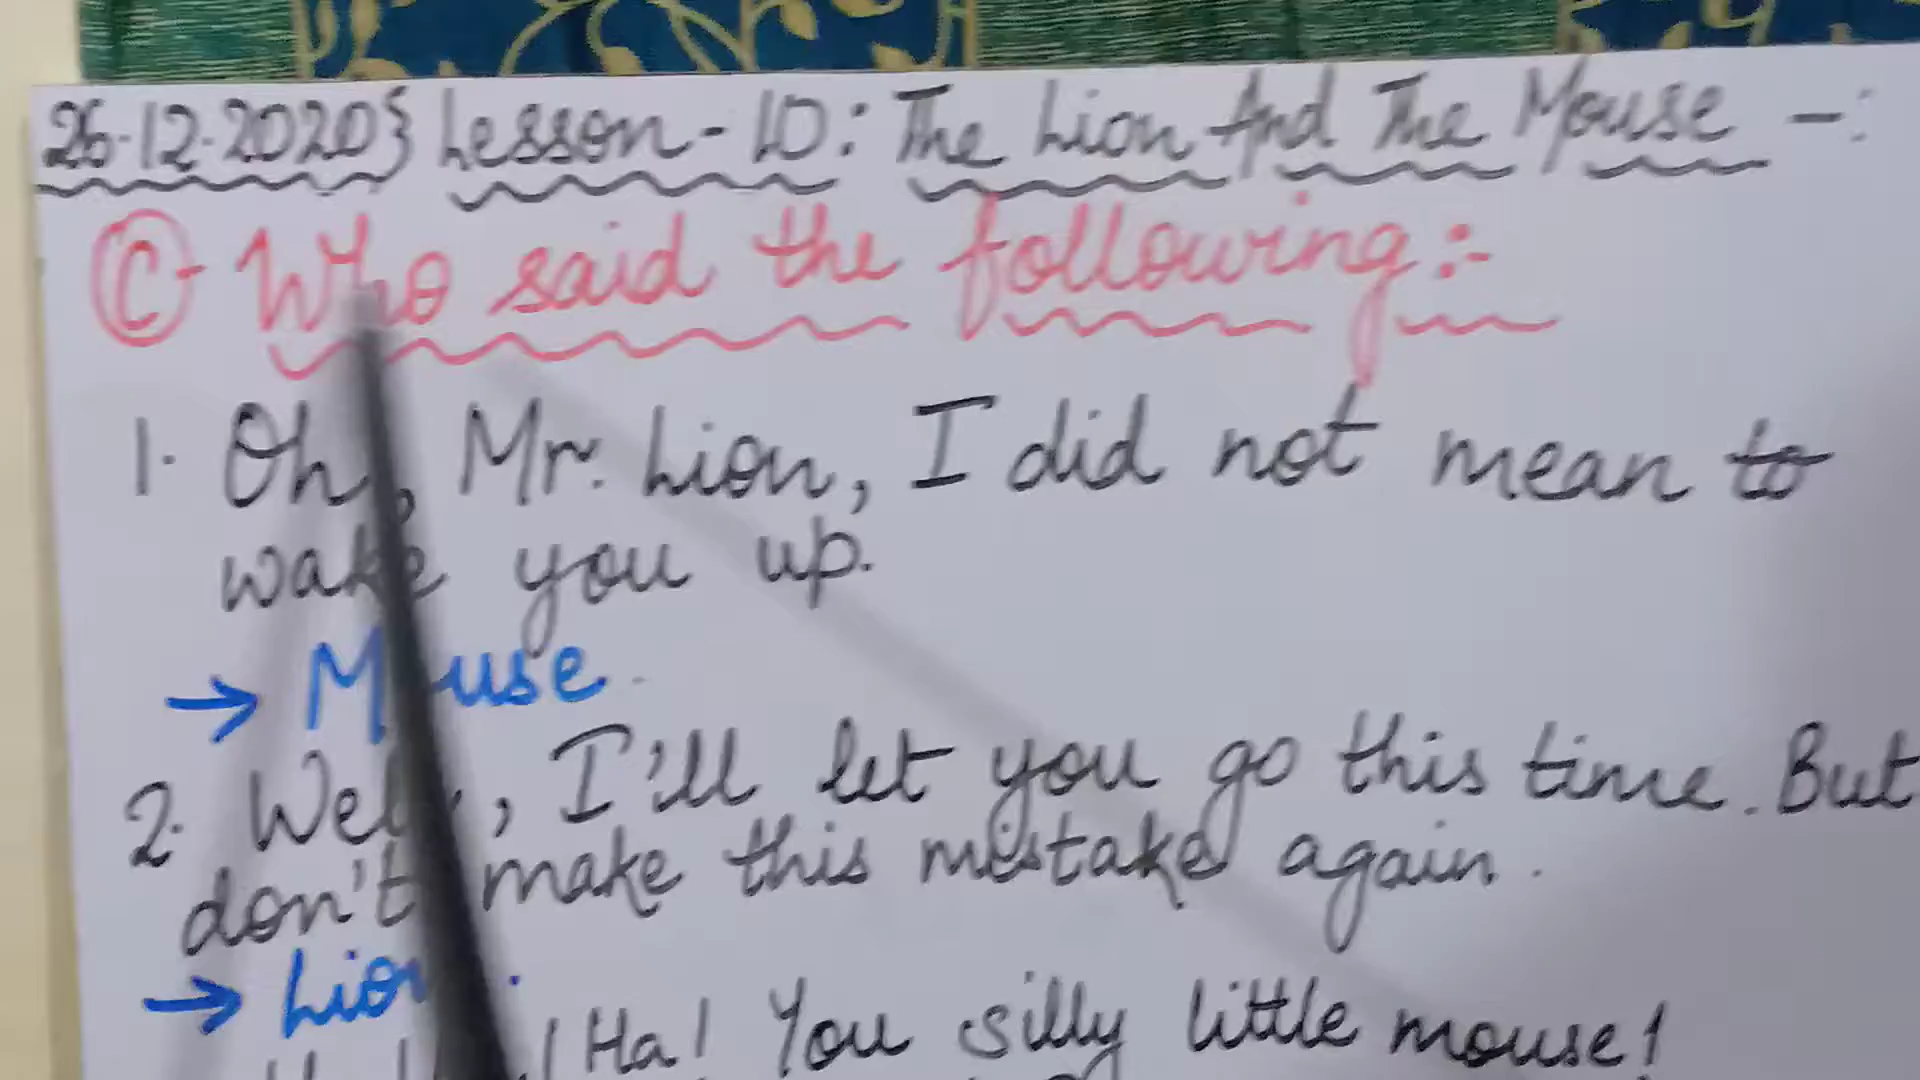 26.12.2020} Lesson-10: The Lion And The Mouse -:
C- Who said the following:-
1. Oh, Mr. Lion, I did not mean to
wake you up.
→ Mouse.
2. Well, I'll let you go this time. But
don't make this mistake again.
→ Lion.
Ha! You silly little mouse!